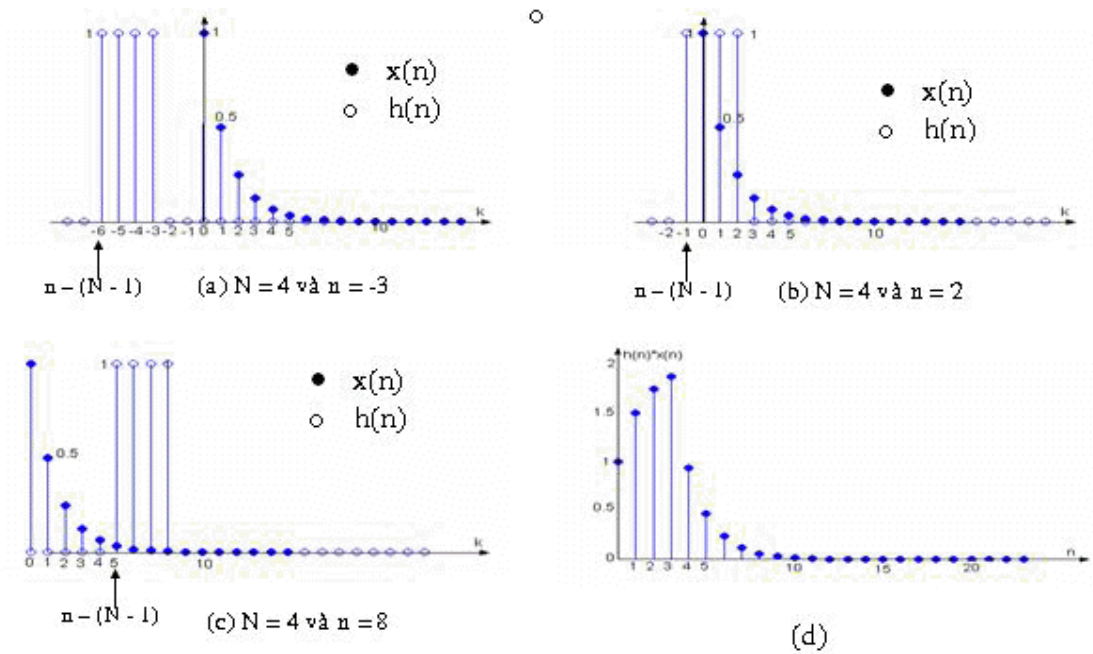 1
1
x(n)
0.5
h(n)
k
-6 -5 -4 -3 -2 -1 0 1 2 3 4 5 10
n – (N - 1) (a) N = 4 và n = -3
1 1
x(n)
0.5
h(n)
k
-2 -1 0 1 2 3 4 5 10
n – (N - 1) (b) N = 4 và n = 2
1
x(n)
h(n)
0.5
k
0 1 2 3 4 5 10
n – (N - 1) (c) N = 4 và n = 8
h(n)*x(n)
2
1.5
1
0.5
0
n
1 2 3 4 5 10 15 20
(d)